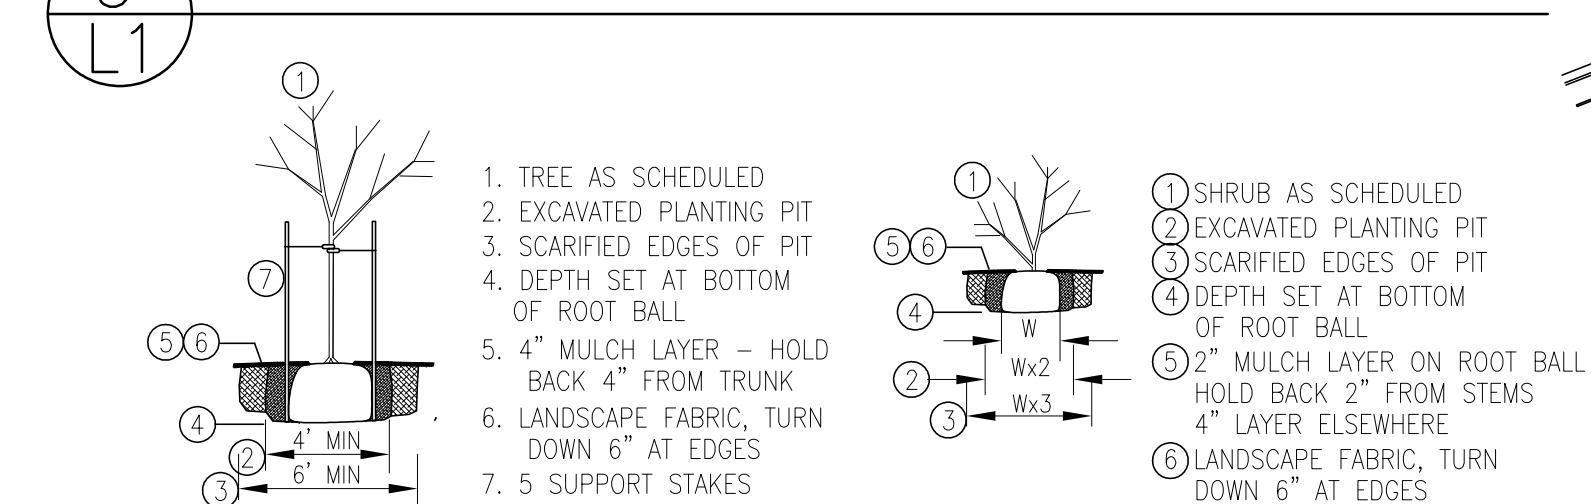 L1
1
7
5 6
4
2
3
4' MIN
6' MIN
1. TREE AS SCHEDULED
2. EXCAVATED PLANTING PIT
3. SCARIFIED EDGES OF PIT
4. DEPTH SET AT BOTTOM
OF ROOT BALL
5. 4" MULCH LAYER – HOLD
BACK 4" FROM TRUNK
6. LANDSCAPE FABRIC, TURN
DOWN 6" AT EDGES
7. 5 SUPPORT STAKES
1
5 6
4
2
3
W
Wx2
Wx3
1 SHRUB AS SCHEDULED
2 EXCAVATED PLANTING PIT
3 SCARIFIED EDGES OF PIT
4 DEPTH SET AT BOTTOM
OF ROOT BALL
5 2" MULCH LAYER ON ROOT BALL
HOLD BACK 2" FROM STEMS
4" LAYER ELSEWHERE
6 LANDSCAPE FABRIC, TURN
DOWN 6" AT EDGES